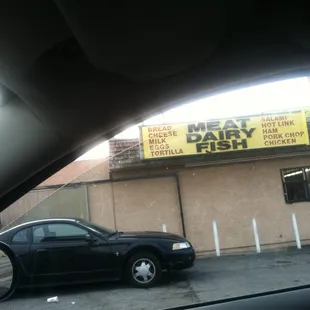 BREAD
CHEESE
MILK
EGGS
TORTILLA
MEAT
DAIRY
FISH
SALAMI
HOT LINK
HAM
PORK CHOP
CHICKEN